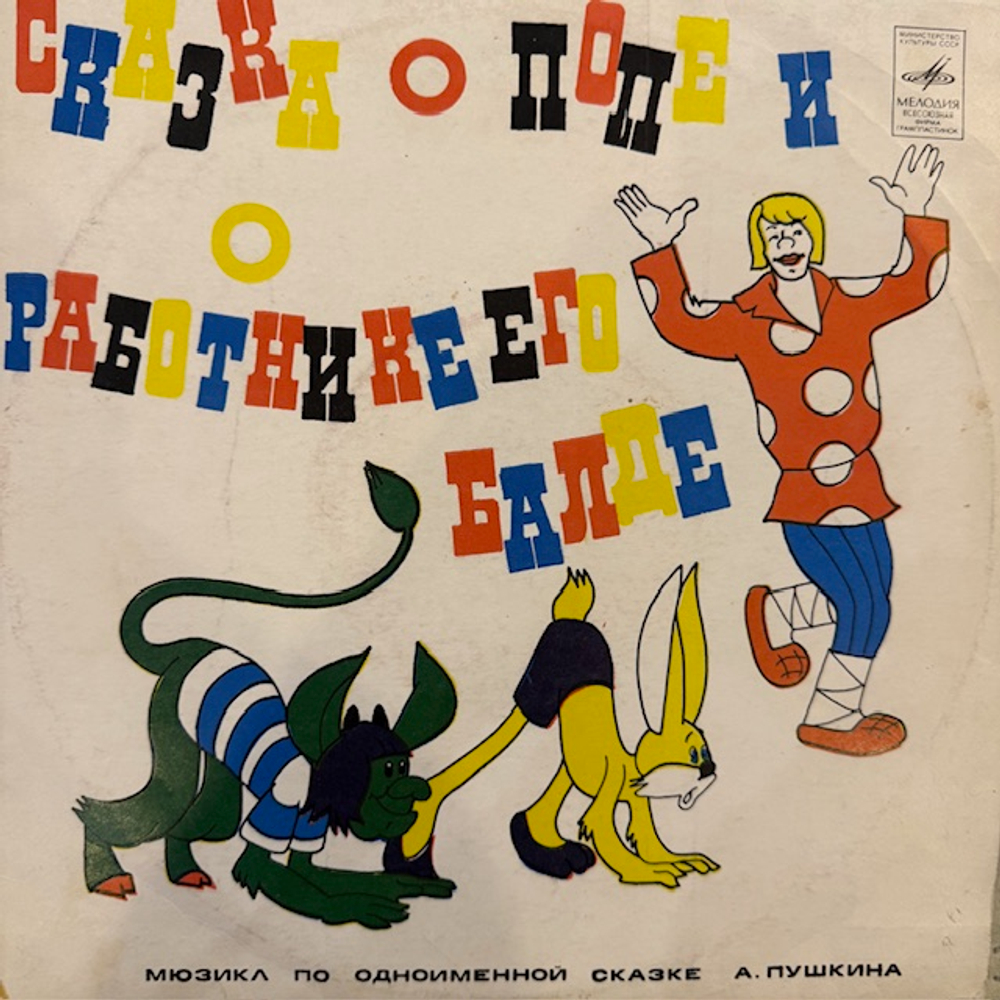 СКАЗКА О ПОПЕ И
О
РАБОТНИКЕ ЕГО
БАЛДЕ
МИНИСТЕРСТВО
КУЛЬТУРЫ СССР
МЕЛОДИЯ
ВСЕСОЮЗНАЯ
ФИРМА
ГРАМПЛАСТИНОК
МЮЗИКЛ ПО ОДНОИМЕННОЙ СКАЗКЕ А. ПУШКИНА